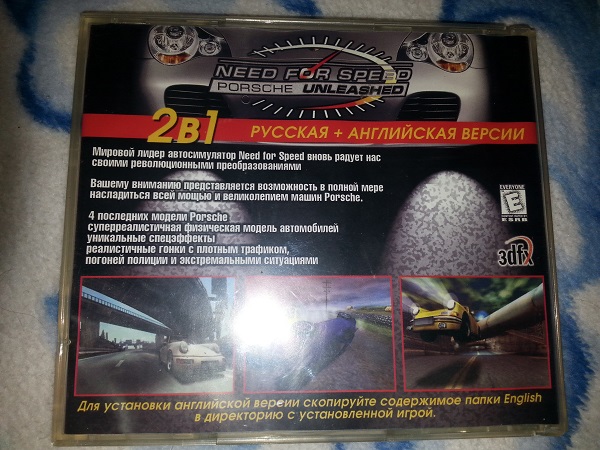 NEED FOR SPEED
PORSCHE UNLEASHED
2в1 РУССКАЯ + АНГЛИЙСКАЯ ВЕРСИИ
Мировой лидер автосимулятор Need for Speed вновь радует нас
своими революционными преобразованиями
Вашему вниманию представляется возможность в полной мере
насладиться всей мощью и великолепием машин Porsche.
4 последних модели Porsche
суперреалистичная физическая модель автомобилей
уникальные спецэффекты
реалистичные гонки с плотным трафиком,
погоней полиции и экстремальными ситуациями
EVERYONE
E
ESRB
3dfx
Для установки английской версии скопируйте содержимое папки English
в директорию с установленной игрой.